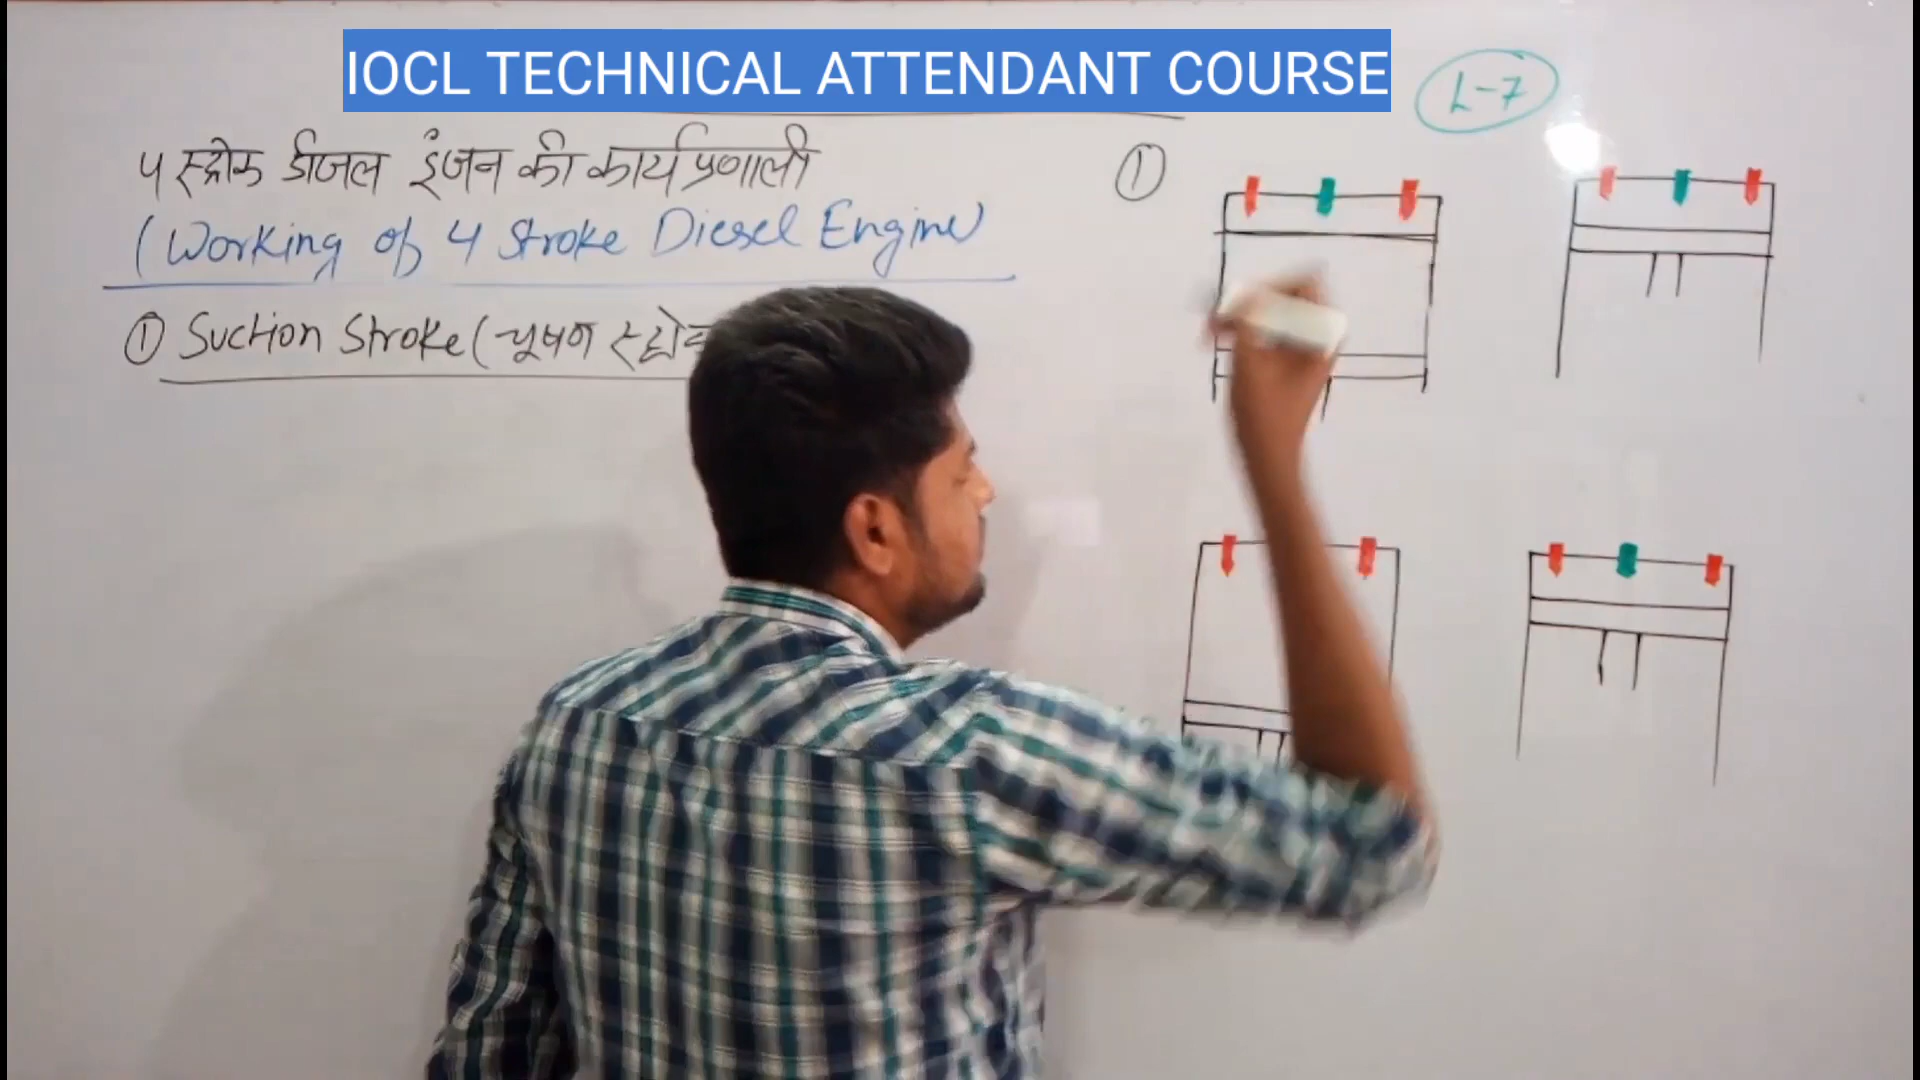 IOCL TECHNICAL ATTENDANT COURSE
L-7
4 स्ट्रोक डीजल इंजन की कार्य प्रणाली
(Working of 4 Stroke Diesel Engine
① Suction Stroke (चूषण
①